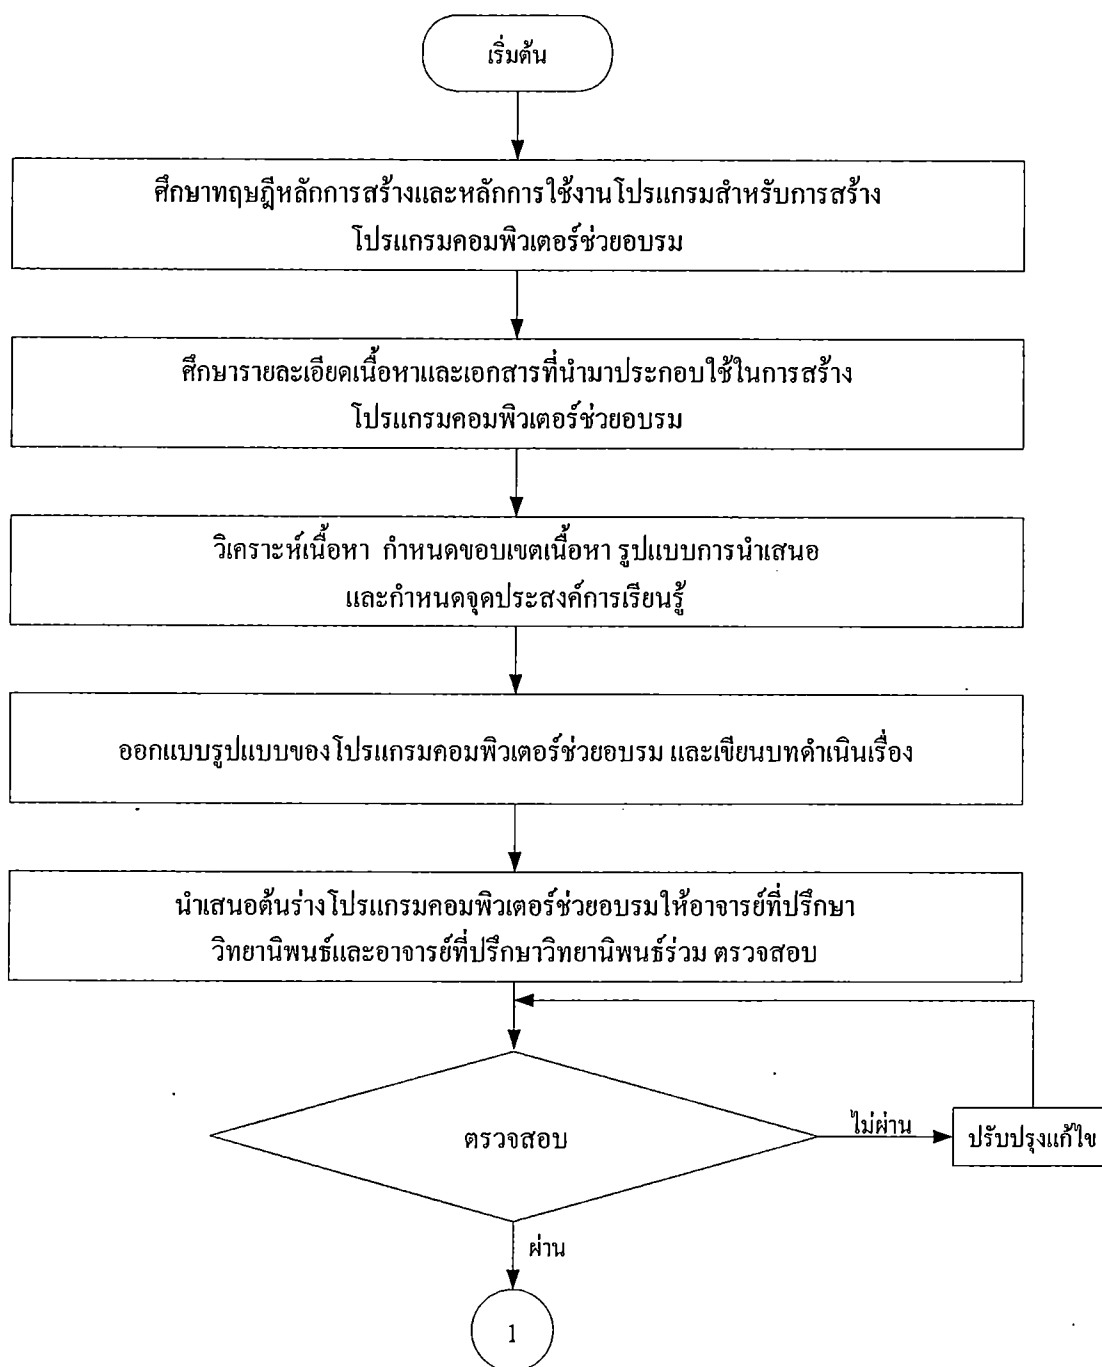 เริ่มต้น
ศึกษาทฤษฎีหลักการสร้างและหลักการใช้งานโปรแกรมสำหรับการสร้าง
โปรแกรมคอมพิวเตอร์ช่วยอบรม
ศึกษารายละเอียดเนื้อหาและเอกสารที่นำมาประกอบใช้ในการสร้าง
โปรแกรมคอมพิวเตอร์ช่วยอบรม
วิเคราะห์เนื้อหา กำหนดขอบเขตเนื้อหา รูปแบบการนำเสนอ
และกำหนดจุดประสงค์การเรียนรู้
ออกแบบรูปแบบของโปรแกรมคอมพิวเตอร์ช่วยอบรม และเขียนบทดำเนินเรื่อง
นำเสนอต้นร่างโปรแกรมคอมพิวเตอร์ช่วยอบรมให้อาจารย์ที่ปรึกษา
วิทยานิพนธ์และอาจารย์ที่ปรึกษาวิทยานิพนธ์ร่วม ตรวจสอบ
ตรวจสอบ
ไม่ผ่าน
ปรับปรุงแก้ไข
ผ่าน
1